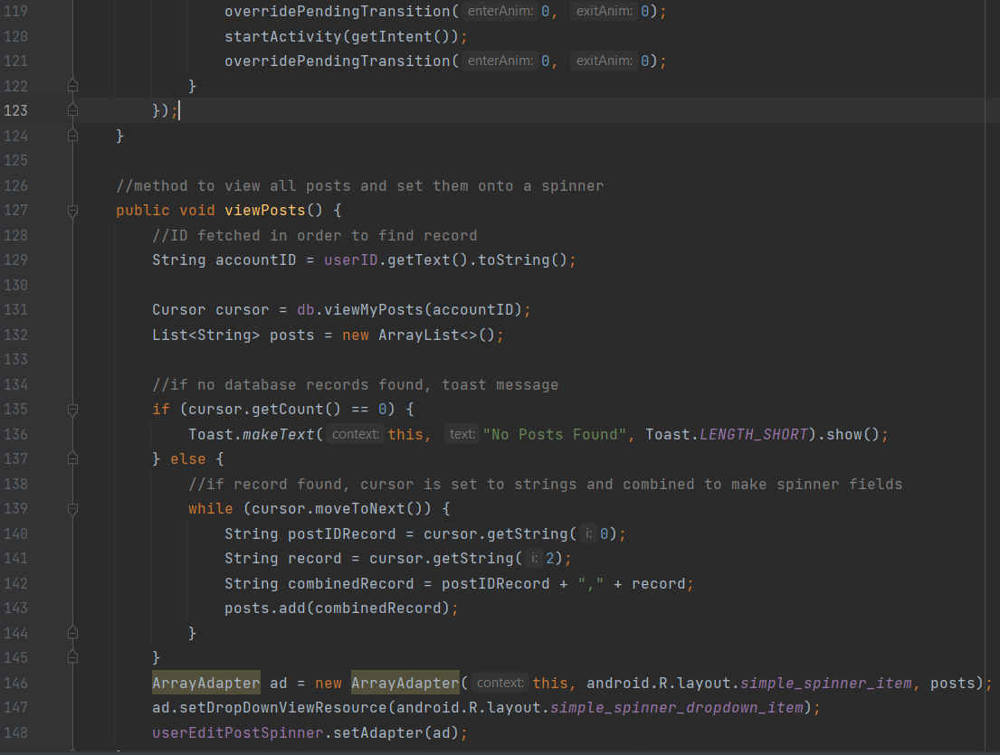 119 overridePendingTransition( enterAnim: 0, exitAnim: 0);
120 startActivity(getIntent());
121 overridePendingTransition( enterAnim: 0, exitAnim: 0);
122 }
123 });
124 }
125
126 //method to view all posts and set them onto a spinner
127 public void viewPosts() {
128 //ID fetched in order to find record
129 String accountID = userID.getText().toString();
130
131 Cursor cursor = db.viewMyPosts(accountID);
132 List<String> posts = new ArrayList<>();
133
134 //if no database records found, toast message
135 if (cursor.getCount() == 0) {
136 Toast.makeText( context: this, text: "No Posts Found", Toast.LENGTH_SHORT).show();
137 } else {
138 //if record found, cursor is set to strings and combined to make spinner fields
139 while (cursor.moveToNext()) {
140 String postIDRecord = cursor.getString( i: 0);
141 String record = cursor.getString( i: 2);
142 String combinedRecord = postIDRecord + "," + record;
143 posts.add(combinedRecord);
144 }
145 }
146 ArrayAdapter ad = new ArrayAdapter( context: this, android.R.layout.simple_spinner_item, posts);
147 ad.setDropDownViewResource(android.R.layout.simple_spinner_dropdown_item);
148 userEditPostSpinner.setAdapter(ad);